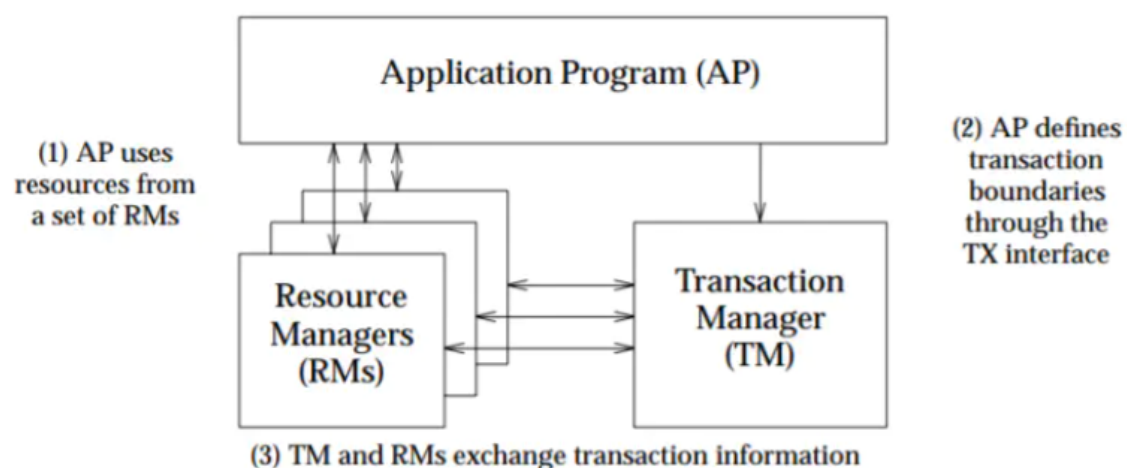 Application Program (AP)
(1) AP uses
resources from
a set of RMs
(2) AP defines
transaction
boundaries
through the
TX interface
Resource
Managers
(RMs)
Transaction
Manager
(TM)
(3) TM and RMs exchange transaction information